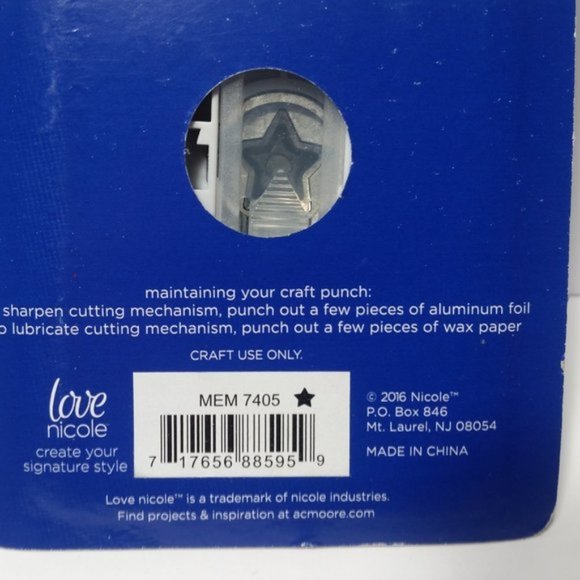 maintaining your craft punch:
sharpen cutting mechanism, punch out a few pieces of aluminum foil
o lubricate cutting mechanism, punch out a few pieces of wax paper
CRAFT USE ONLY.
love
nicole™
create your
signature style
MEM 7405 ★
7 17656 88595 9
© 2016 Nicole™
P.O. Box 846
Mt. Laurel, NJ 08054
MADE IN CHINA
Love nicole™ is a trademark of nicole industries.
Find projects & inspiration at acmoore.com